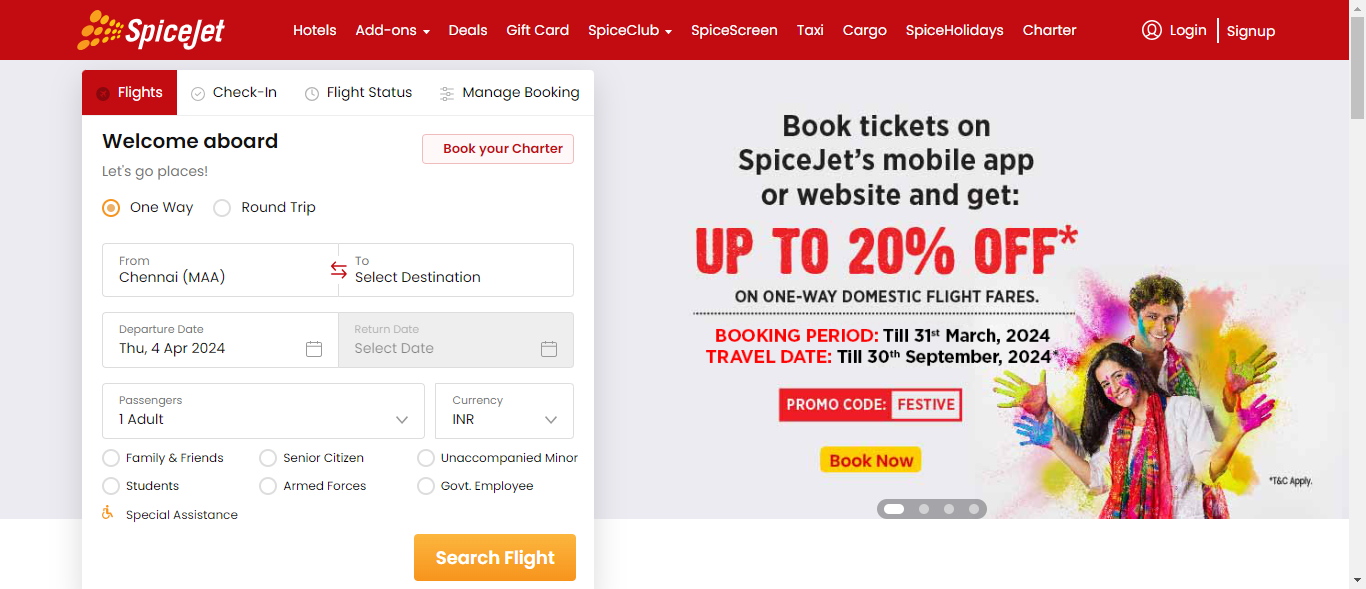 SpiceJet
Hotels Add-ons Deals Gift Card SpiceClub SpiceScreen Taxi Cargo SpiceHolidays Charter Login Signup
Flights Check-In Flight Status Manage Booking
Welcome aboard
Book your Charter
Let's go places!
One Way Round Trip
From To
Chennai (MAA) Select Destination
Departure Date Return Date
Thu, 4 Apr 2024 Select Date
Passengers Currency
1 Adult INR
Family & Friends Senior Citizen Unaccompanied Minor
Students Armed Forces Govt. Employee
Special Assistance
Search Flight
Book tickets on
SpiceJet's mobile app
or website and get:
UP TO 20% OFF*
ON ONE-WAY DOMESTIC FLIGHT FARES.
BOOKING PERIOD: Till 31st March, 2024
TRAVEL DATE: Till 30th September, 2024*
PROMO CODE: FESTIVE
Book Now
*T&C Apply.